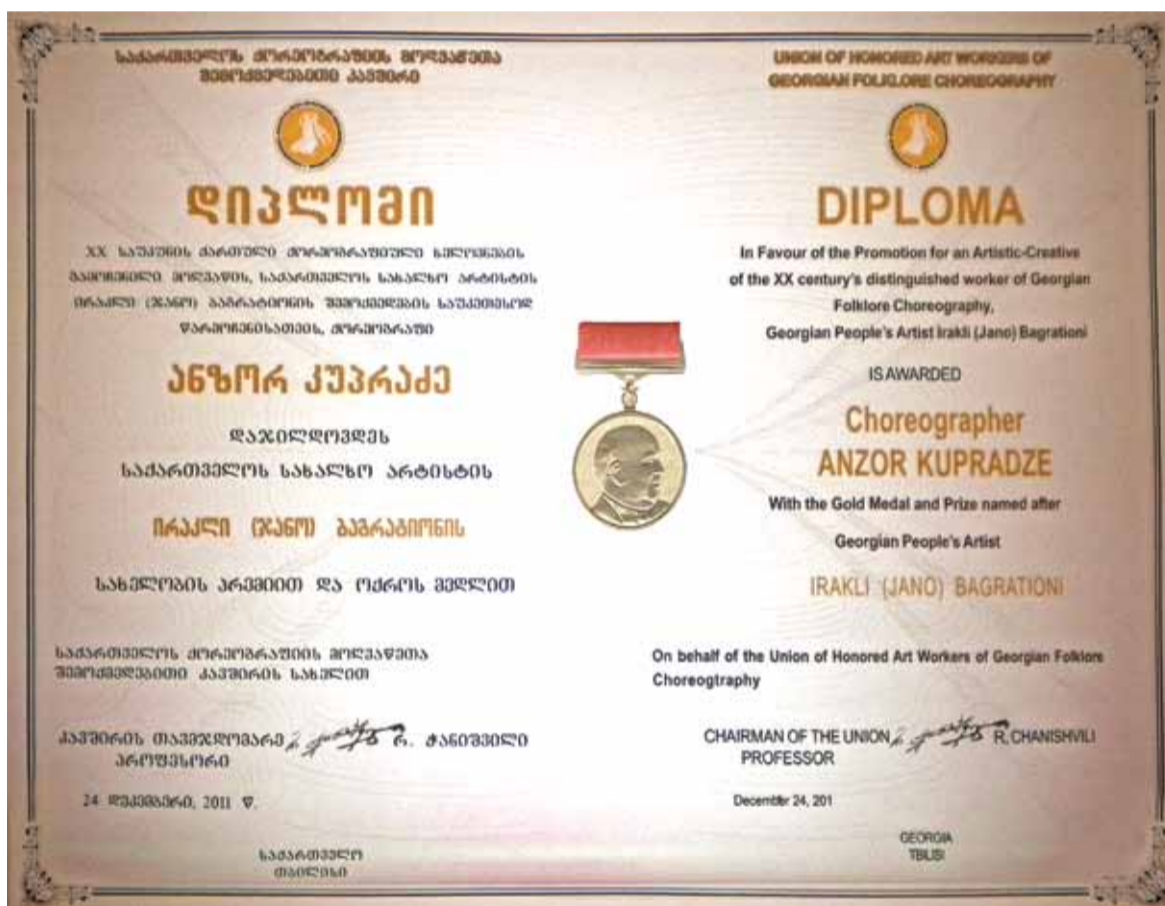 საქართველოს ქორეოგრაფიის მოღვაწეთა
შემოქმედებითი კავშირი
დიპლომი
XX საუკუნის ქართული ქორეოგრაფიული ხელოვნების
გამოჩენილი მოღვაწის, საქართველოს სახალხო არტისტის
ირაკლი (ჯანო) ბაგრატიონის შემოქმედების საუკეთესოდ
წარმოჩენისათვის, ქორეოგრაფი
ანზორ კუპრაძე
დაჯილდოვდეს
საქართველოს სახალხო არტისტის
ირაკლი (ჯანო) ბაგრატიონის
სახელობის პრემიით და ოქროს მედლით
საქართველოს ქორეოგრაფიის მოღვაწეთა
შემოქმედებითი კავშირის სახელით
კავშირის თავმჯდომარე რ. ჭანიშვილი
პროფესორი
24 დეკემბერი, 2011 წ.
საქართველო
თბილისი
UNION OF HONORED ART WORKERS OF
GEORGIAN FOLKLORE CHOREOGRAPHY
DIPLOMA
In Favour of the Promotion for an Artistic-Creative
of the XX century's distinguished worker of Georgian
Folklore Choreography,
Georgian People's Artist Irakli (Jano) Bagrationi
IS AWARDED
Choreographer
ANZOR KUPRADZE
With the Gold Medal and Prize named after
Georgian People's Artist
IRAKLI (JANO) BAGRATIONI
On behalf of the Union of Honored Art Workers of Georgian Folklore
Choreogtraphy
CHAIRMAN OF THE UNION R.CHANISHVILI
PROFESSOR
December 24, 201
GEORGIA
TBILISI